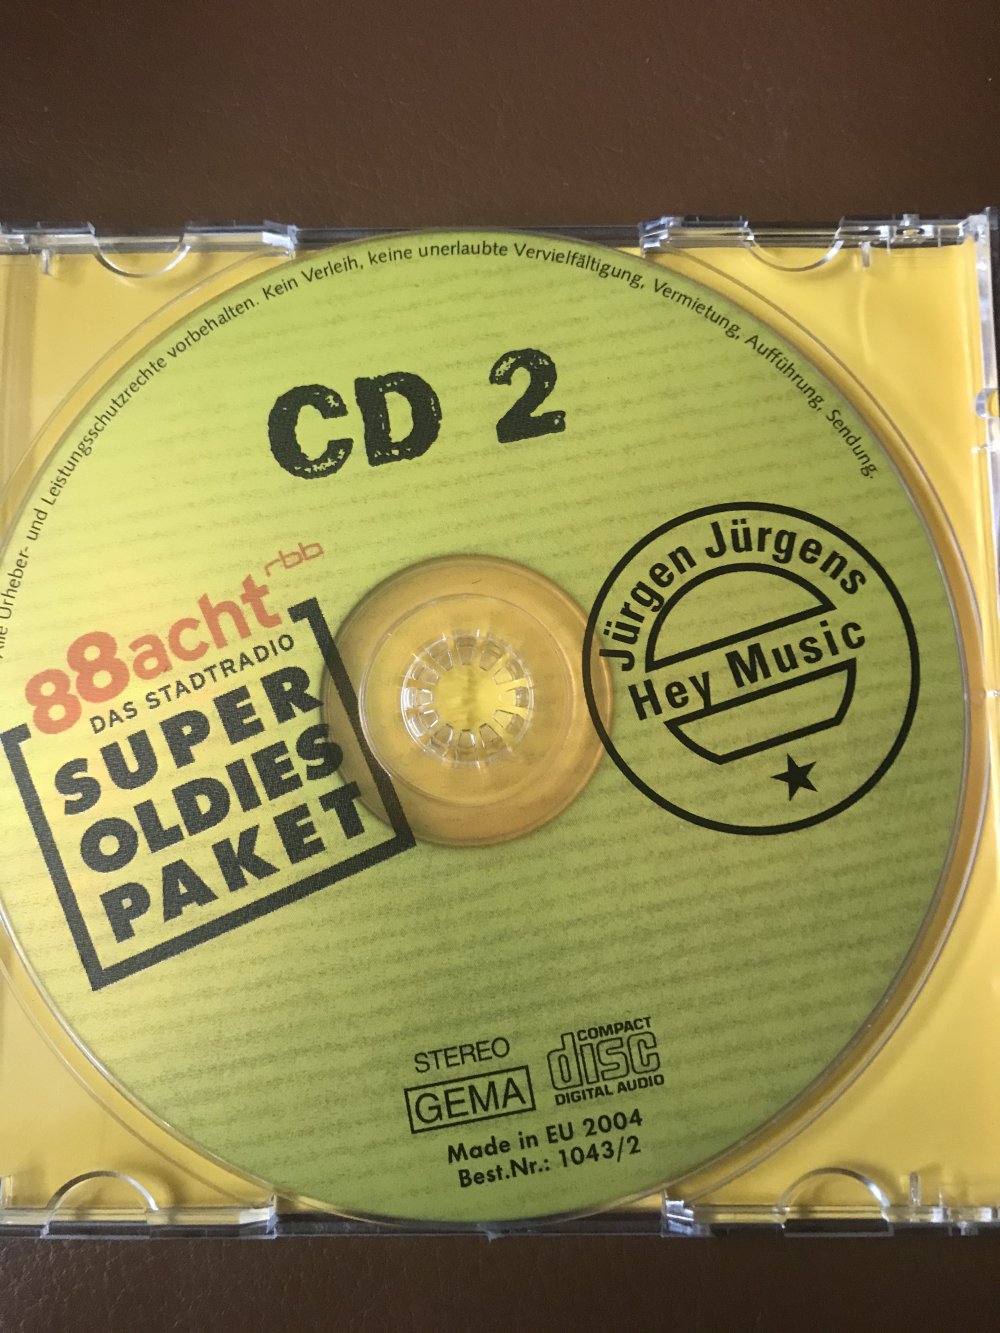 Alle Urheber- und Leistungsschutzrechte vorbehalten. Kein Verleih, keine unerlaubte Vervielfältigung, Vermietung, Aufführung, Sendung.
CD 2
88acht rbb
DAS STADTRADIO
SUPER
OLDIES
PAKET
Jürgen Jürgens
Hey Music
STEREO
GEMA
COMPACT
disc
DIGITAL AUDIO
Made in EU 2004
Best.Nr.: 1043/2